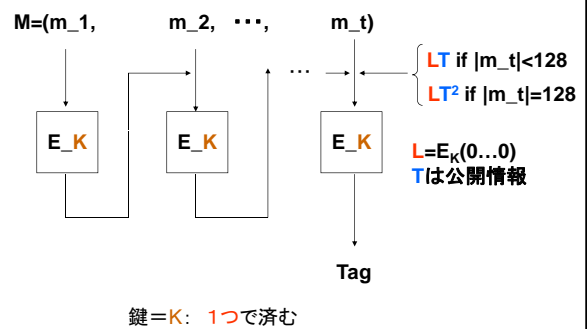 M=(m_1, m_2, ・・・, m_t)
LT if |m_t|<128
…
LT² if |m_t|=128
E_K E_K E_K
L=E_K(0…0)
Tは公開情報
Tag
鍵=K: 1つで済む